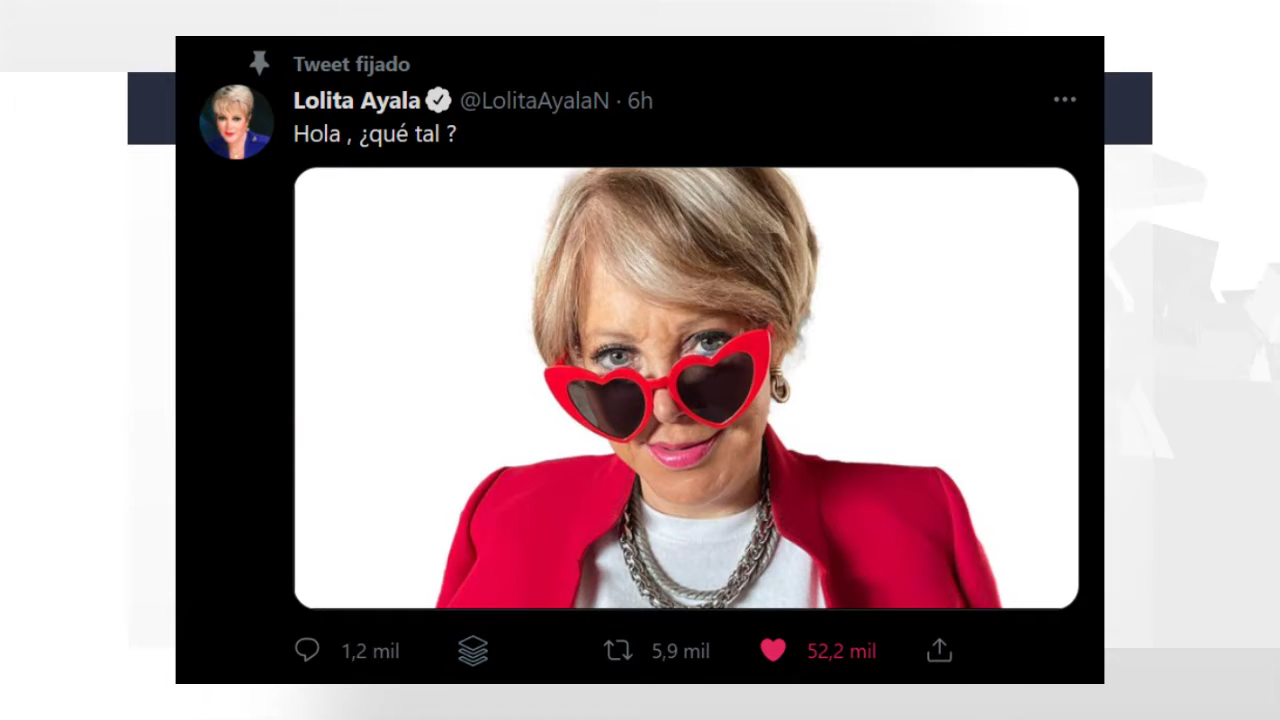 Tweet fijado
Lolita Ayala @LolitaAyalaN · 6h
Hola , ¿qué tal ?
1,2 mil 5,9 mil 52,2 mil